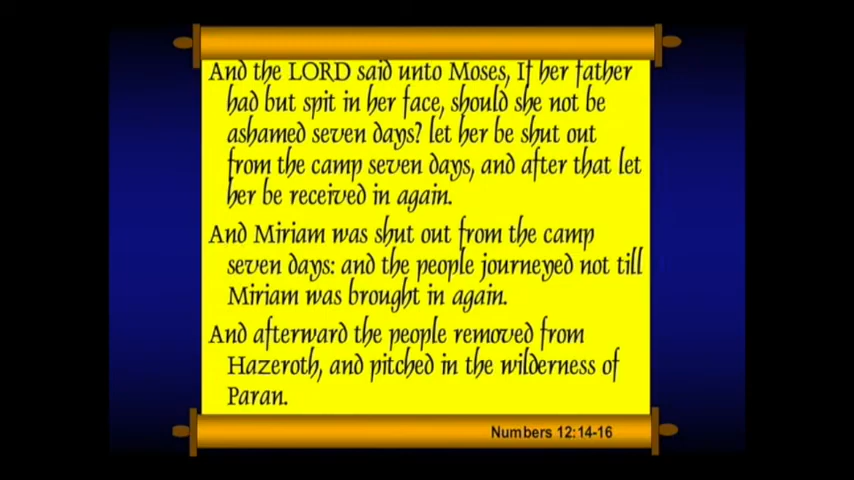 And the LORD said unto Moses, If her father
had but spit in her face, should she not be
ashamed seven days? let her be shut out
from the camp seven days, and after that let
her be received in again.
And Miriam was shut out from the camp
seven days: and the people journeyed not till
Miriam was brought in again.
And afterward the people removed from
Hazeroth, and pitched in the wilderness of
Paran.
Numbers 12:14-16